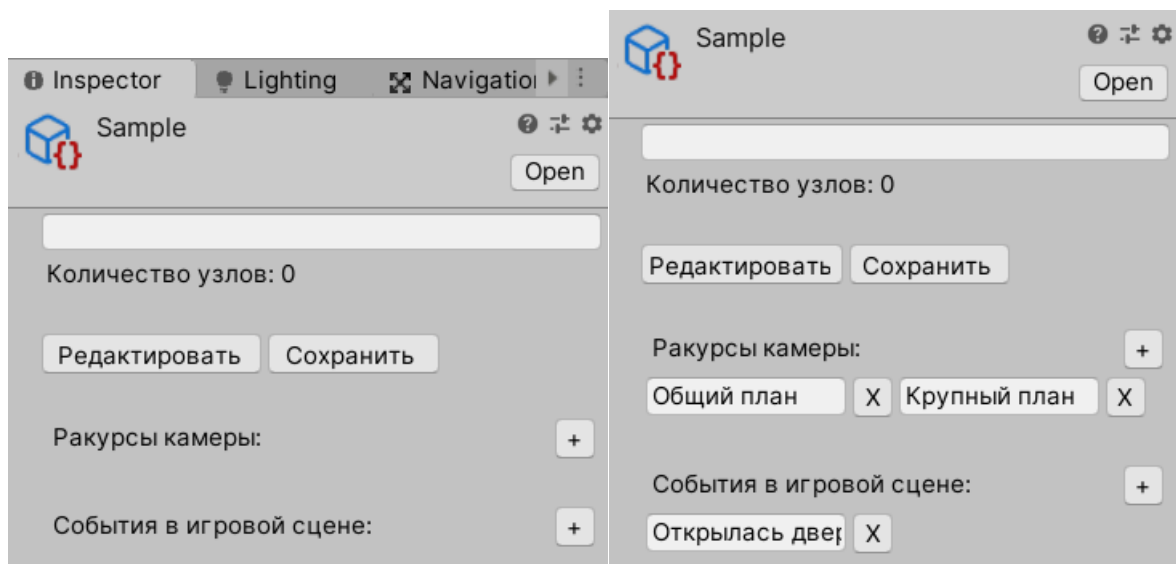 Inspector Lighting Navigation
Sample
Open
Количество узлов: 0
Редактировать Сохранить
Ракурсы камеры: +
События в игровой сцене: +
Sample
Open
Количество узлов: 0
Редактировать Сохранить
Ракурсы камеры: +
Общий план X Крупный план X
События в игровой сцене: +
Открылась двер X